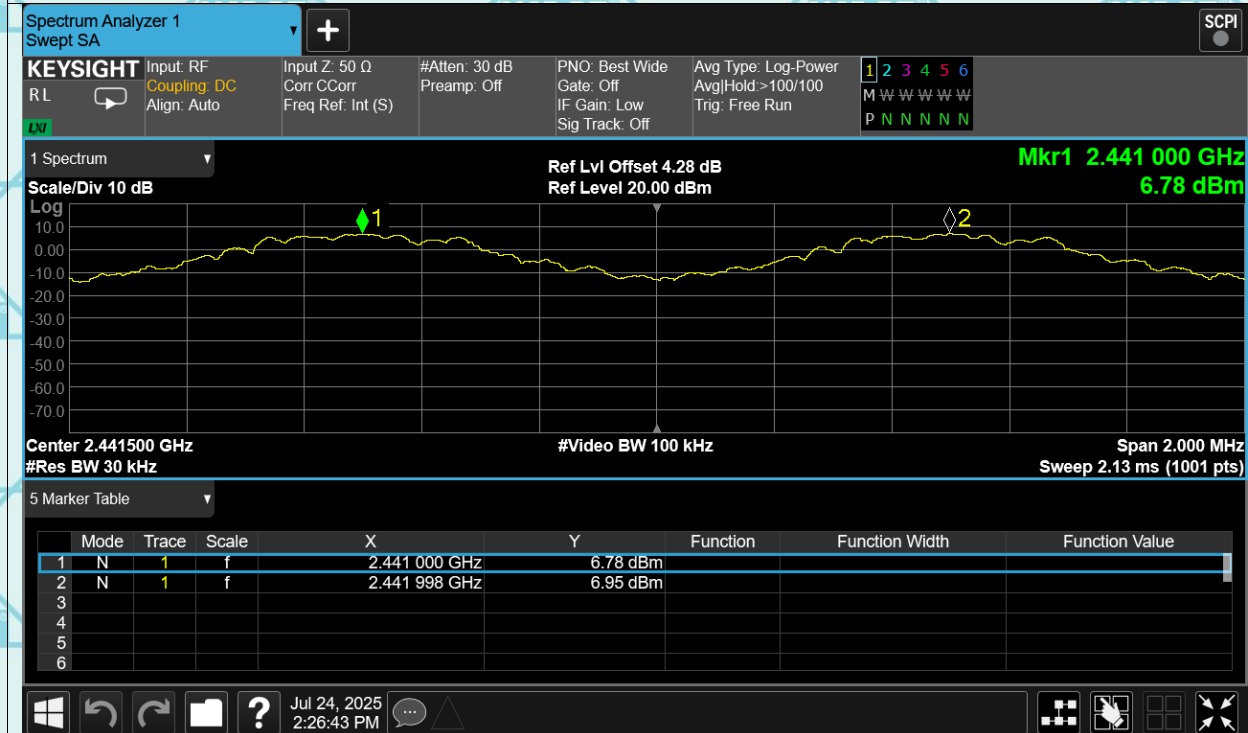 Spectrum Analyzer 1
Swept SA
SCPI
KEYSIGHT Input: RF Input Z: 50 Ω #Atten: 30 dB PNO: Best Wide Avg Type: Log-Power 1 2 3 4 5 6
R L Coupling: DC Corr CCorr Preamp: Off Gate: Off Avg|Hold:>100/100 M W W W W W
Align: Auto Freq Ref: Int (S) IF Gain: Low Trig: Free Run P N N N N N
LXI Sig Track: Off
1 Spectrum Ref Lvl Offset 4.28 dB Mkr1 2.441 000 GHz
Scale/Div 10 dB Ref Level 20.00 dBm 6.78 dBm
Log
1 2
10.0
0.00
-10.0
-20.0
-30.0
-40.0
-50.0
-60.0
-70.0
Center 2.441500 GHz #Video BW 100 kHz Span 2.000 MHz
#Res BW 30 kHz Sweep 2.13 ms (1001 pts)
5 Marker Table
Mode Trace Scale X Y Function Function Width Function Value
1 N 1 f 2.441 000 GHz 6.78 dBm
2 N 1 f 2.441 998 GHz 6.95 dBm
3
4
5
6
? Jul 24, 2025
2:26:43 PM